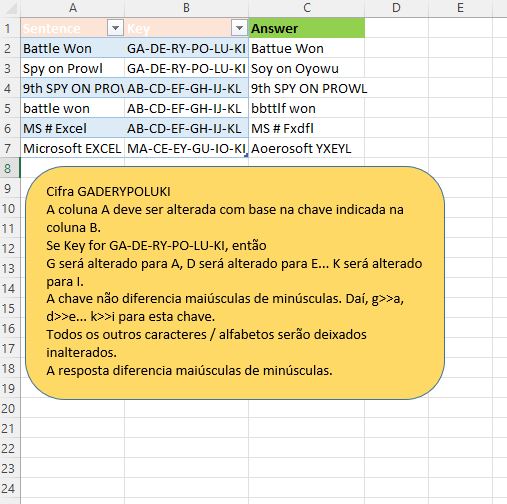 A B C D E F
1 Sentence Key Answer
2 Battle Won GA-DE-RY-PO-LU-KI Battue Won
3 Spy on Prowl GA-DE-RY-PO-LU-KI Soy on Oyowu
4 9th SPY ON PROW AB-CD-EF-GH-IJ-KL 9th SPY ON PROWL
5 battle won AB-CD-EF-GH-IJ-KL bbttlf won
6 MS # Excel AB-CD-EF-GH-IJ-KL MS # Fxdfl
7 Microsoft EXCEL MA-CE-EY-GU-IO-KI Aoerosoft YXEYL
8
9 Cifra GADERYPOLUKI
10 A coluna A deve ser alterada com base na chave indicada na
11 coluna B.
12 Se Key for GA-DE-RY-PO-LU-KI, então
13 G será alterado para A, D será alterado para E... K será alterado
14 para I.
15 A chave não diferencia maiúsculas de minúsculas. Daí, g>>a,
16 d>>e... k>>i para esta chave.
17 Todos os outros caracteres / alfabetos serão deixados
18 inalterados.
19 A resposta diferencia maiúsculas de minúsculas.
20
21
22
23
24